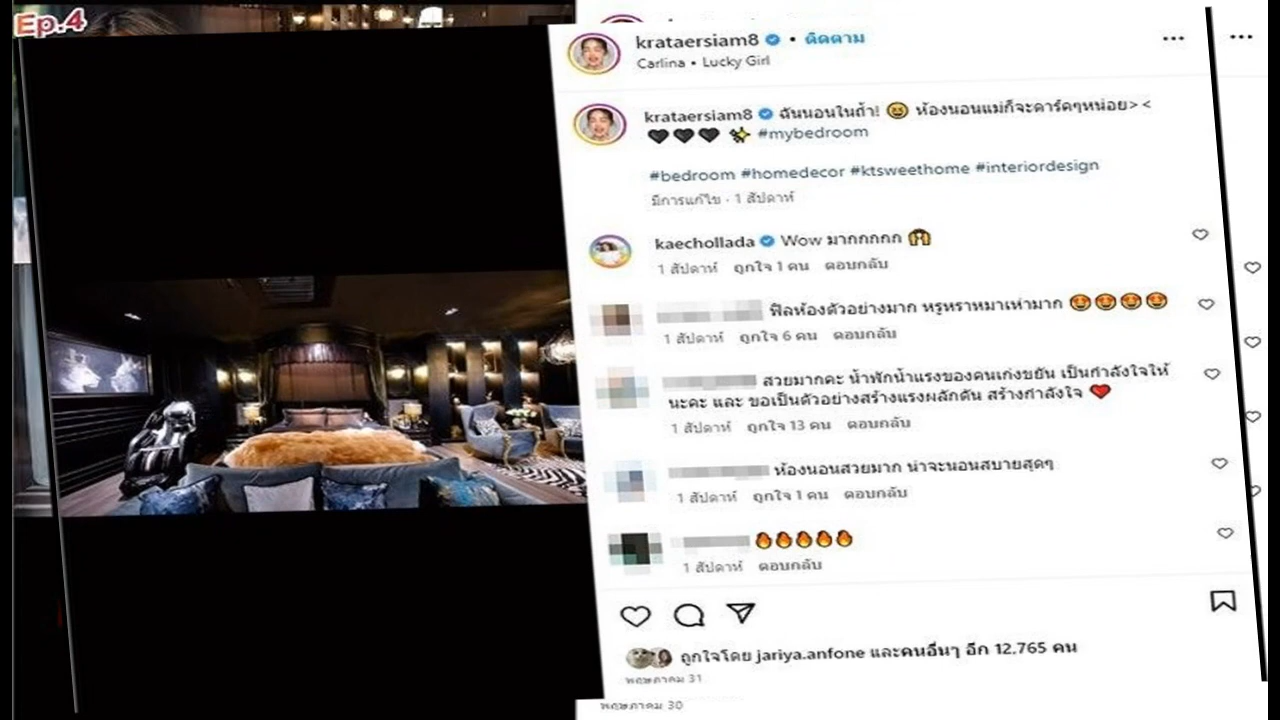 Ep.4
krataersiam8 • ติดตาม
Carlina • Lucky Girl
krataersiam8 ฉันนอนในถ้ำ! 😆 ห้องนอนแม่ก็จะดาร์คๆหน่อย> <
🖤🖤🖤 ✨ #mybedroom
#bedroom #homedecor #ktsweethome #interiordesign
มีการแก้ไข · 1 สัปดาห์
kaechollada Wow มากกกกก 🙌
1 สัปดาห์ ถูกใจ 1 คน ตอบกลับ
ฟีลห้องตัวอย่างมาก หรูหราหมาเห่ามาก 🤩🤩🤩🤩
1 สัปดาห์ ถูกใจ 6 คน ตอบกลับ
สวยมากคะ น้ำพักน้ำแรงของคนเก่งขยัน เป็นกำลังใจให้
นะคะ และ ขอเป็นตัวอย่างสร้างแรงผลักดัน สร้างกำลังใจ ❤️
1 สัปดาห์ ถูกใจ 13 คน ตอบกลับ
ห้องนอนสวยมาก น่าจะนอนสบายสุดๆ
1 สัปดาห์ ถูกใจ 1 คน ตอบกลับ
🔥🔥🔥🔥🔥
1 สัปดาห์ ตอบกลับ
ถูกใจโดย jariya.anfone และคนอื่นๆ อีก 12,765 คน
พฤษภาคม 31
พฤษภาคม 30